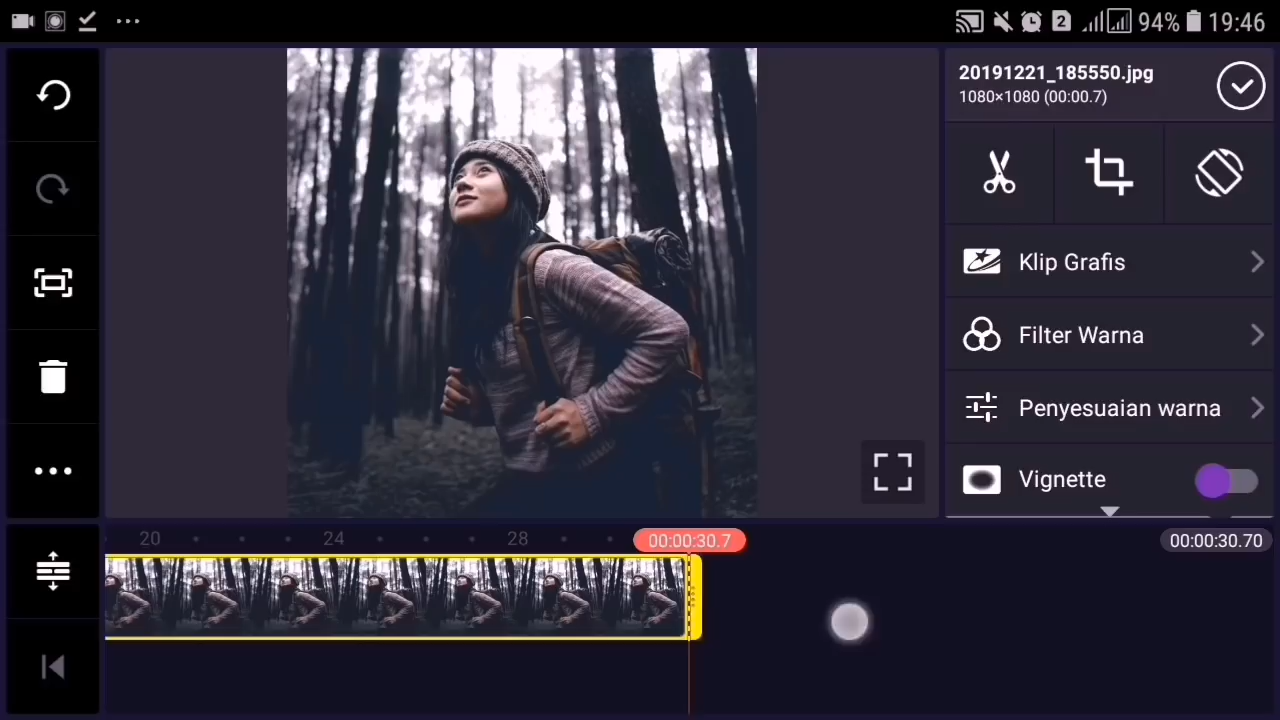 2 94% 19:46
20191221_185550.jpg
1080×1080 (00:00.7)
Klip Grafis
Filter Warna
Penyesuaian warna
Vignette
20 24 28 00:00:30.7 00:00:30.70